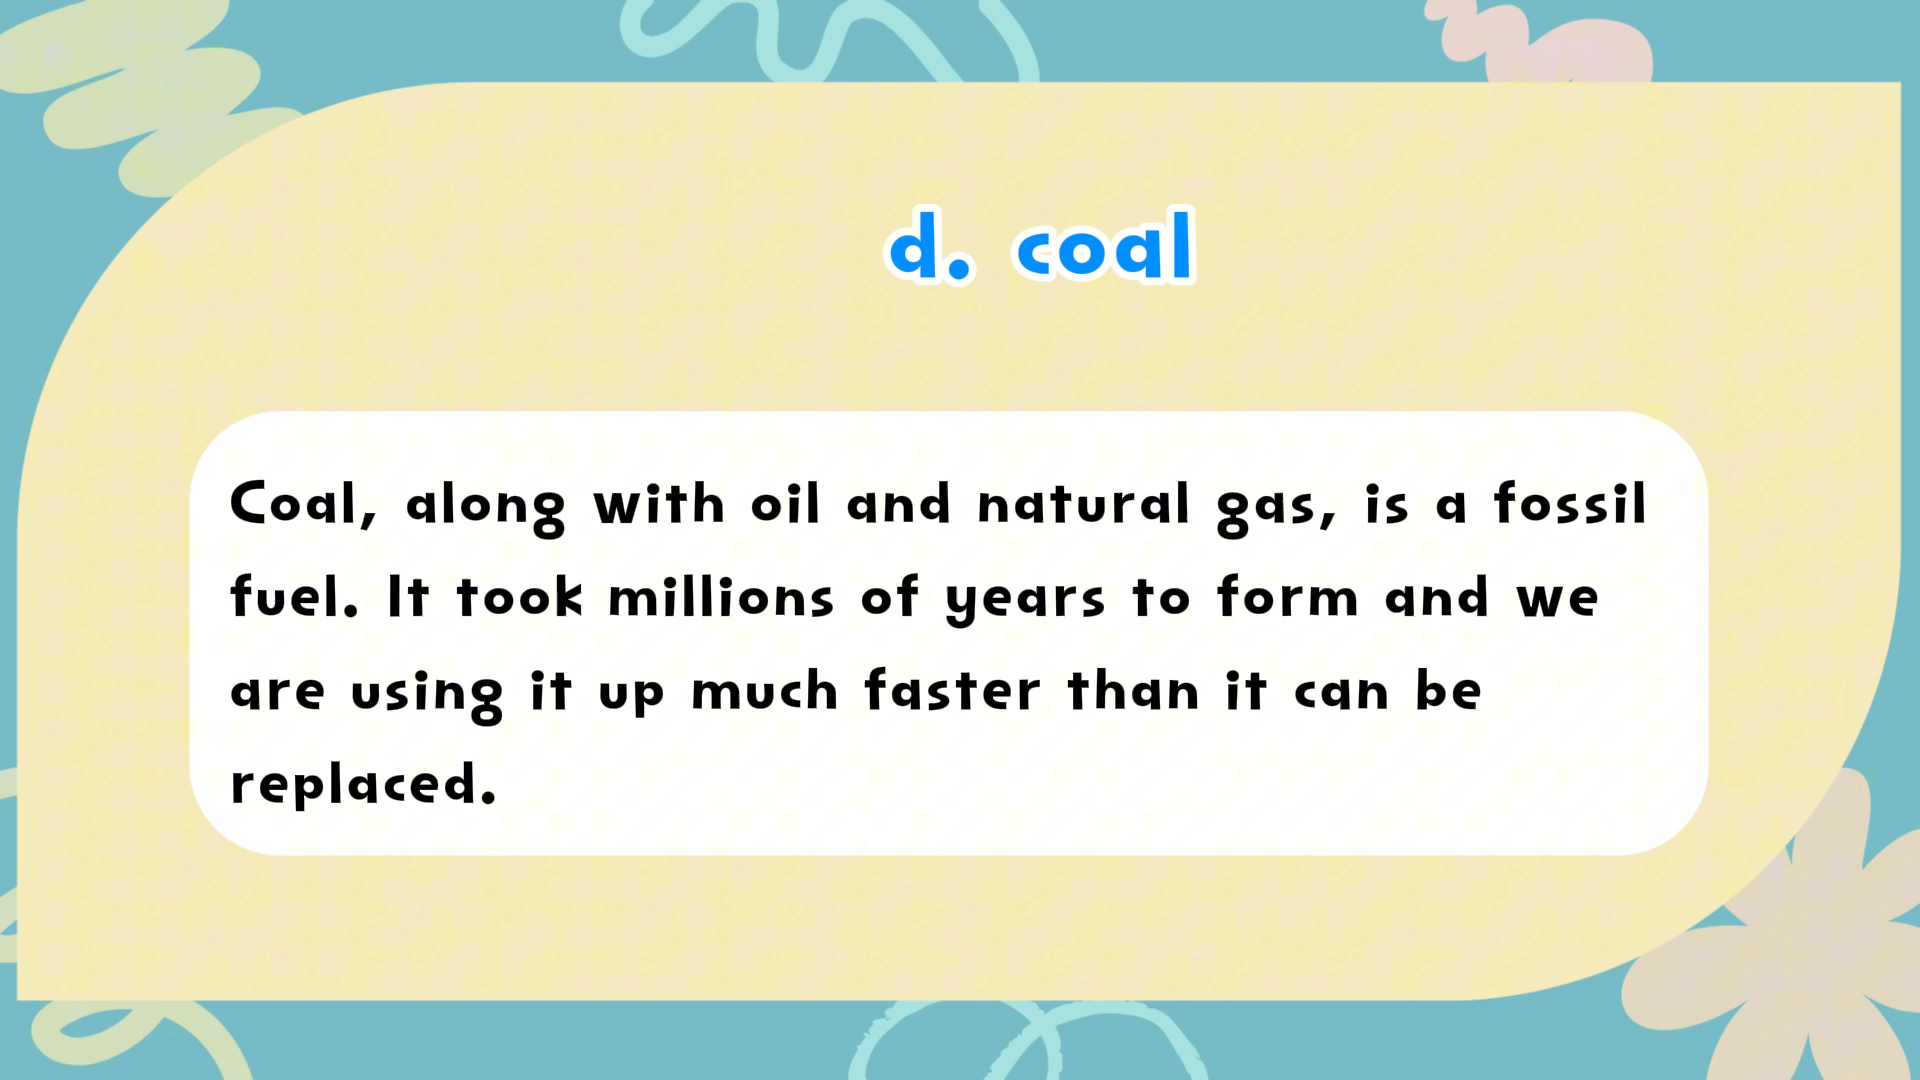 d. coal
Coal, along with oil and natural gas, is a fossil
fuel. It took millions of years to form and we
are using it up much faster than it can be
replaced.